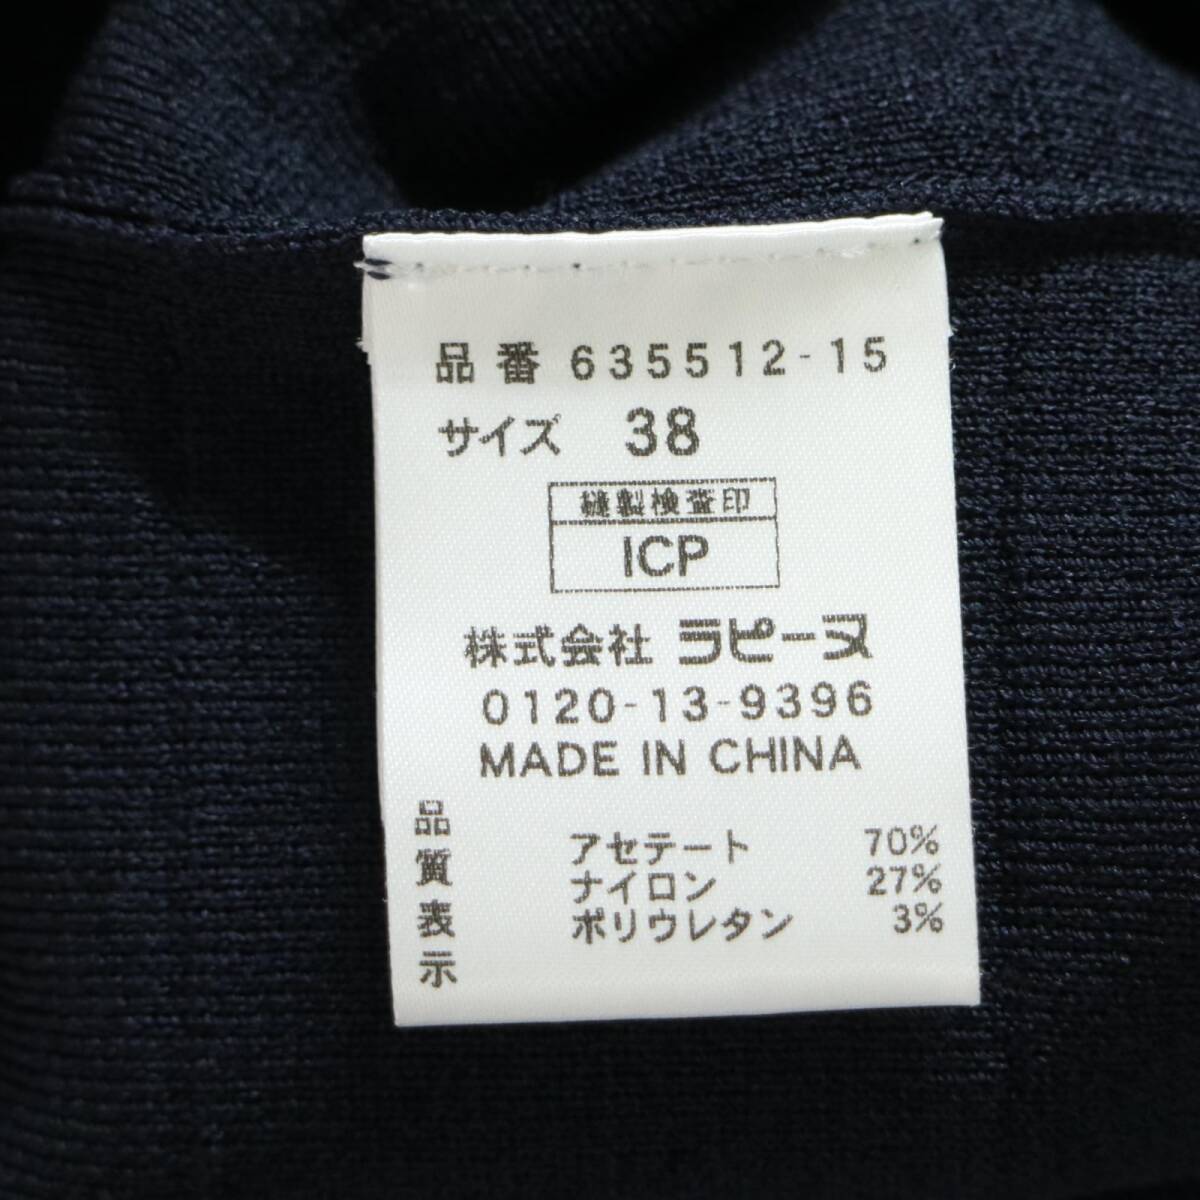 品番 635512-15
サイズ 38
縫製検査印
ICP
株式会社 ラピーヌ
0120-13-9396
MADE IN CHINA
品質表示
アセテート 70%
ナイロン 27%
ポリウレタン 3%